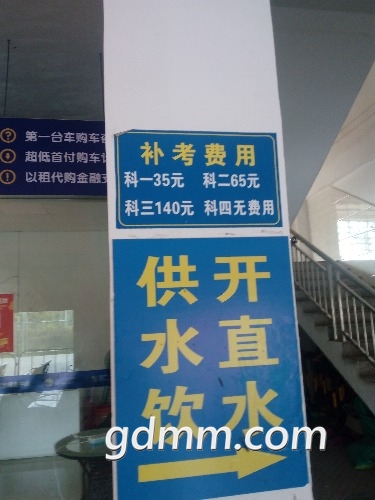 第一台车购车
超低首付购车
以租代购金融
补考费用
科一35元 科二65元
科三140元 科四无费用
供开
水直
饮水
gdmm.com